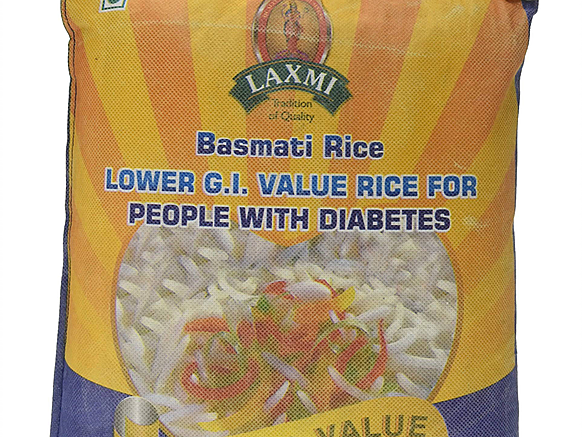 LAXMI
Tradition
of Quality
Basmati Rice
LOWER G.I. VALUE RICE FOR
PEOPLE WITH DIABETES
VALUE